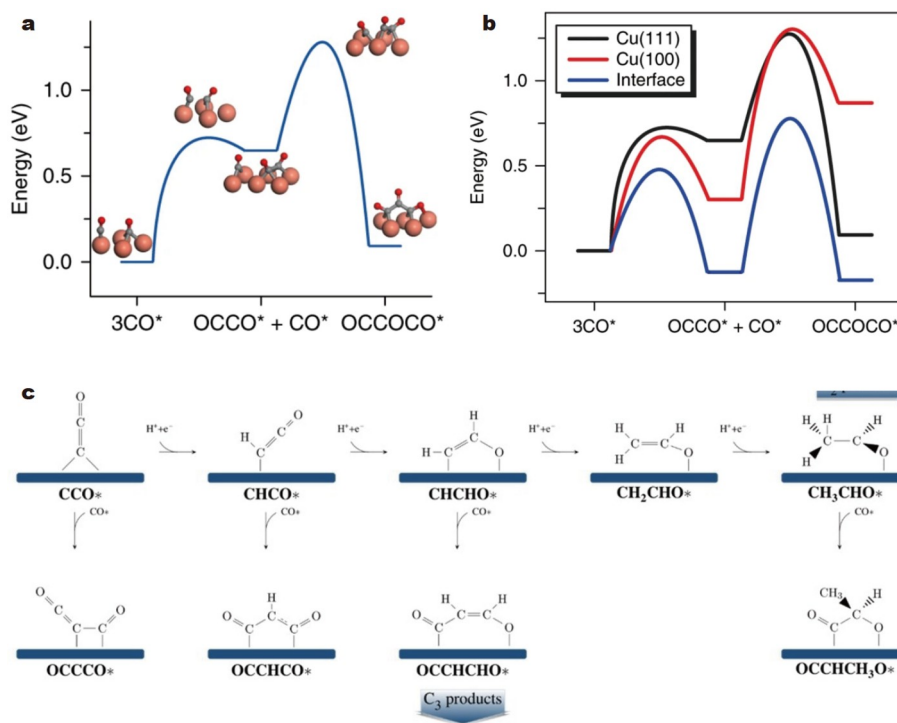 a
Energy (eV)
1.0
0.5
0.0
3CO*
OCCO* + CO*
OCCOCO*
b
Cu(111)
Cu(100)
Interface
Energy (eV)
1.0
0.5
0.0
3CO*
OCCO* + CO*
OCCOCO*
c
O
C
C
H⁺+e⁻
H
C
C
O
H⁺+e⁻
H
H-C
C
O
H⁺+e⁻
H
H
C
C
H
O
H⁺+e⁻
H
H
H
H
C
C
O
CCO*
CHCO*
CHCHO*
CH₂CHO*
CH₃CHO*
CO*
CO*
CO*
CO*
O
C
C
C
O
O
C
H
C
C
O
O
C
H
C
C
H
O
CH₃
H
O
C
C
O
OCCCO*
OCCHCO*
OCCHCHO*
OCCHCH₃O*
C₃ products